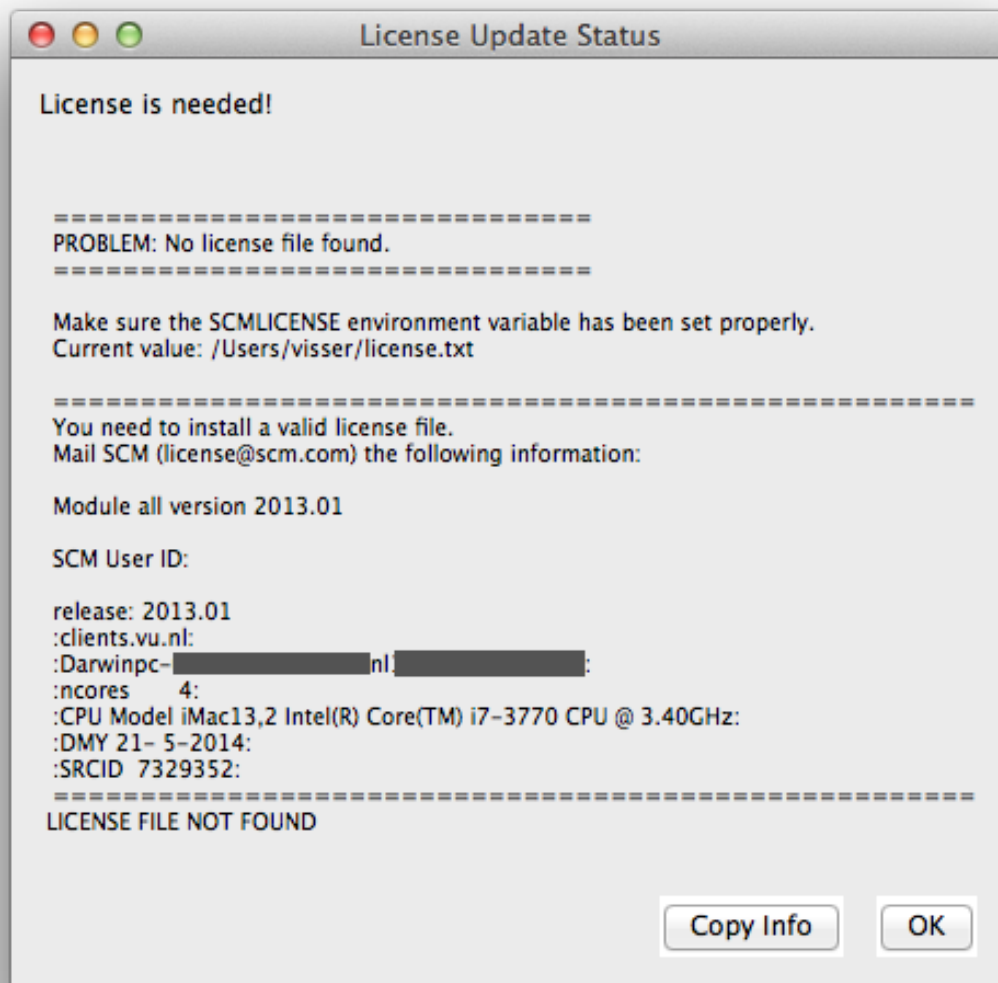 License Update Status
License is needed!
===============================
PROBLEM: No license file found.
===============================
Make sure the SCMLICENSE environment variable has been set properly.
Current value: /Users/visser/license.txt
=====================================================
You need to install a valid license file.
Mail SCM (license@scm.com) the following information:
Module all version 2013.01
SCM User ID:
release: 2013.01
:clients.vu.nl:
:Darwinpc-nl:
:ncores 4:
:CPU Model iMac13,2 Intel(R) Core(TM) i7-3770 CPU @ 3.40GHz:
:DMY 21- 5-2014:
:SRCID 7329352:
=====================================================
LICENSE FILE NOT FOUND
Copy Info OK